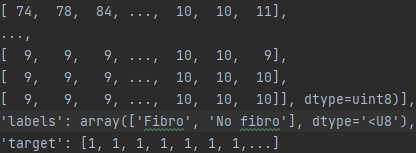 [ 74, 78, 84, ..., 10, 10, 11],
...,
[ 9, 9, 9, ..., 10, 10, 9],
[ 9, 9, 9, ..., 10, 10, 10],
[ 9, 9, 9, ..., 10, 10, 10]], dtype=uint8)],
'labels': array(['Fibro', 'No fibro'], dtype='<U8'),
'target': [1, 1, 1, 1, 1, 1, 1,...]